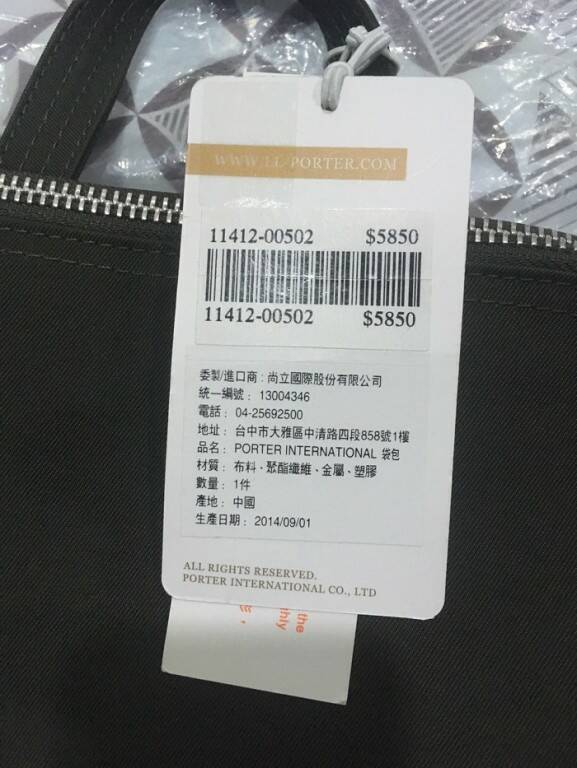 WWW.LL-PORTER.COM
11412-00502 $5850
11412-00502 $5850
委製/進口商：尚立國際股份有限公司
統一編號：13004346
電話：04-25692500
地址：台中市大雅區中清路四段858號1樓
品名：PORTER INTERNATIONAL 袋包
材質：布料、聚酯纖維、金屬、塑膠
數量：1件
產地：中國
生產日期：2014/09/01
ALL RIGHTS RESERVED.
PORTER INTERNATIONAL CO., LTD
the